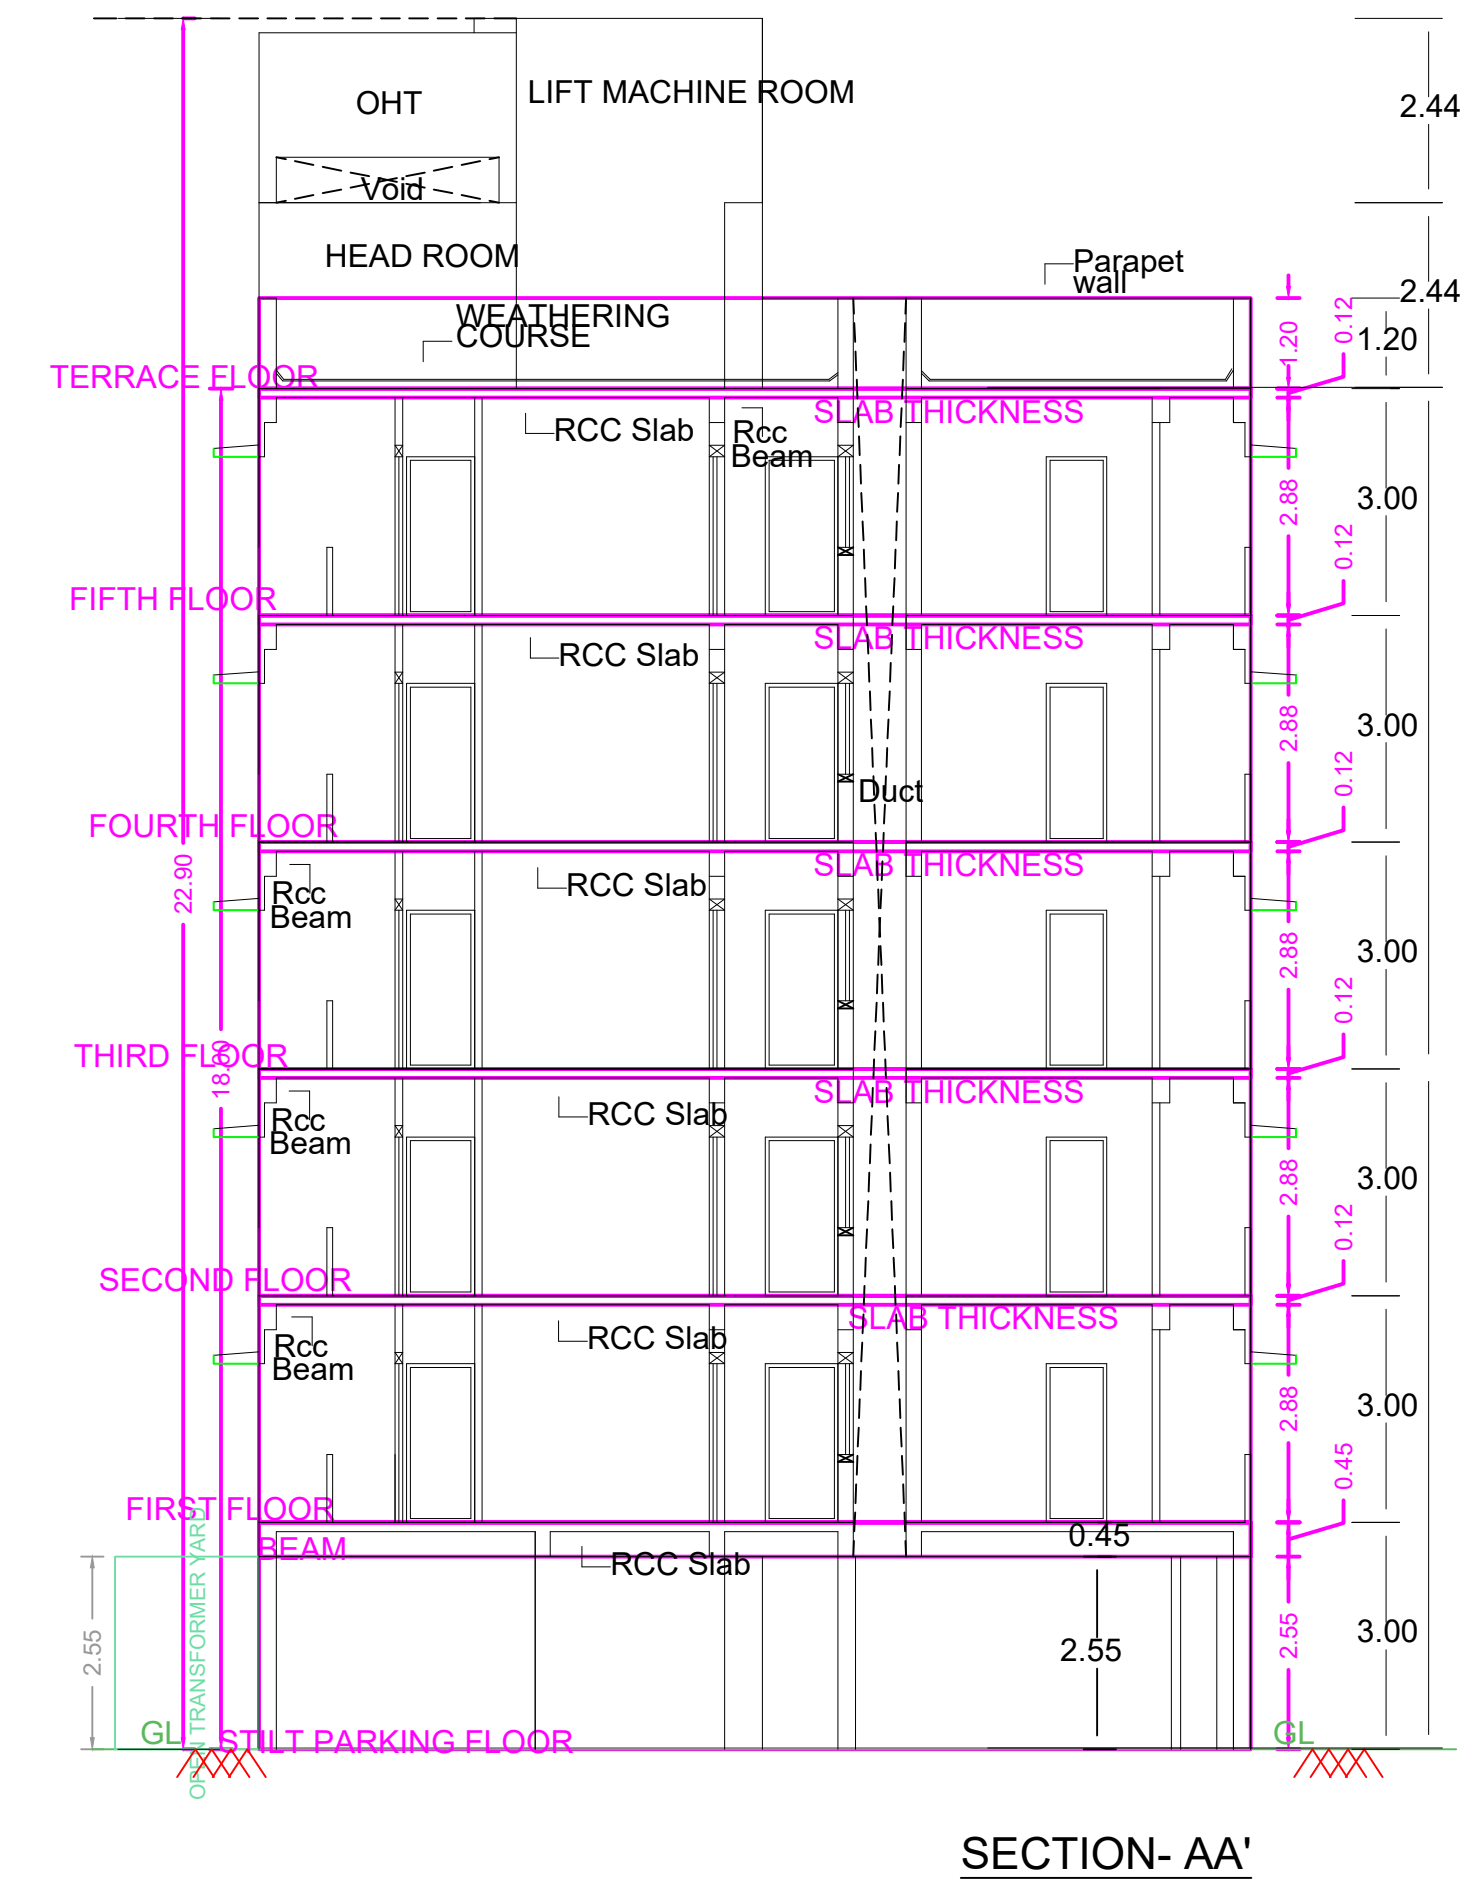 OHT
LIFT MACHINE ROOM
2.44
Void
HEAD ROOM
Parapet
wall
2.44
WEATHERING
COURSE
1.20
0.12
1.20
TERRACE FLOOR
SLAB THICKNESS
RCC Slab
Rcc
Beam
2.88
3.00
0.12
FIFTH FLOOR
SLAB THICKNESS
RCC Slab
2.88
3.00
0.12
Duct
FOURTH FLOOR
SLAB THICKNESS
22.90
Rcc
Beam
RCC Slab
2.88
3.00
0.12
THIRD FLOOR
18.00
SLAB THICKNESS
Rcc
Beam
RCC Slab
2.88
3.00
0.12
SECOND FLOOR
SLAB THICKNESS
Rcc
Beam
RCC Slab
2.88
3.00
0.45
FIRST FLOOR
BEAM
0.45
RCC Slab
OPEN TRANSFORMER YARD
2.55
2.55
2.55
3.00
GL
STILT PARKING FLOOR
GL
SECTION- AA'